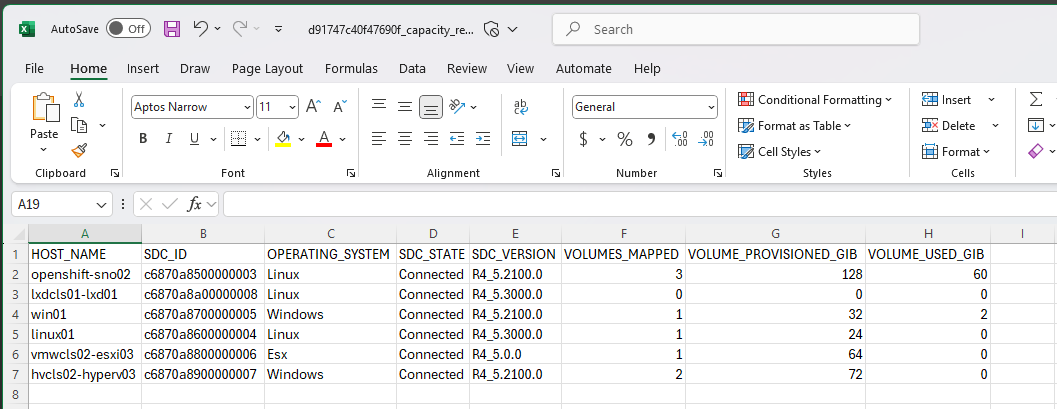 AutoSave Off d91747c40f47690f_capacity_re... Search
File Home Insert Draw Page Layout Formulas Data Review View Automate Help
Paste
Clipboard
Aptos Narrow 11 A^ A˅
B I U A
Font
ab
Alignment
General
$ % 9 .00 .00
Number
Conditional Formatting
Format as Table
Cell Styles
Styles
Insert
Delete
Format
Cells
A19 fx
A B C D E F G H I
1 HOST_NAME SDC_ID OPERATING_SYSTEM SDC_STATE SDC_VERSION VOLUMES_MAPPED VOLUME_PROVISIONED_GIB VOLUME_USED_GIB
2 openshift-sno02 c6870a8500000003 Linux Connected R4_5.2100.0 3 128 60
3 lxdcls01-lxd01 c6870a8a00000008 Linux Connected R4_5.3000.0 0 0 0
4 win01 c6870a8700000005 Windows Connected R4_5.2100.0 1 32 2
5 linux01 c6870a8600000004 Linux Connected R4_5.3000.0 1 24 0
6 vmwcls02-esxi03 c6870a8800000006 Esx Connected R4_5.0.0 1 64 0
7 hvcls02-hyperv03 c6870a8900000007 Windows Connected R4_5.2100.0 2 72 0
8